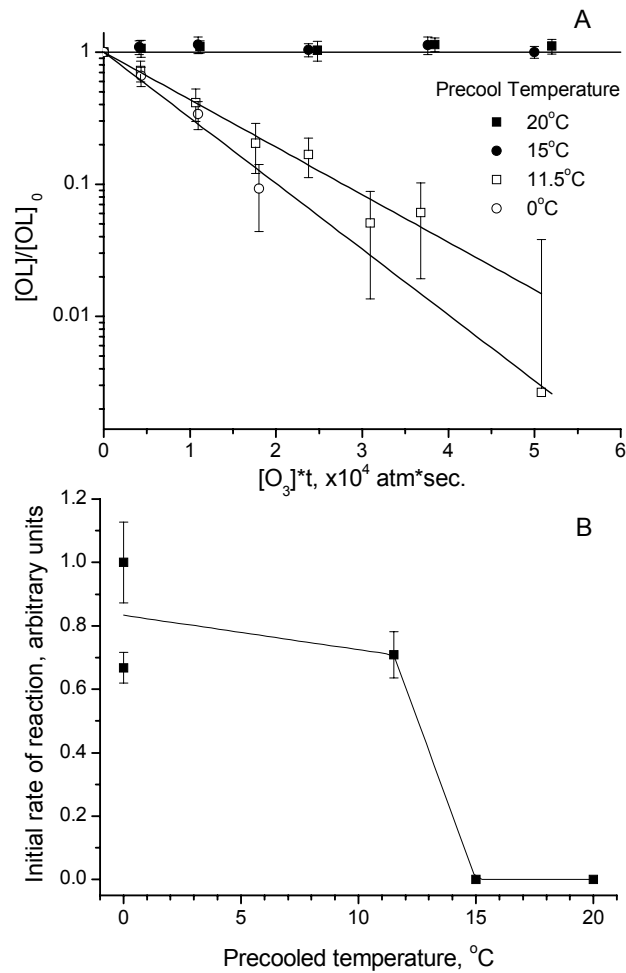 A
1
0.1
0.01
[OL]/[OL]₀
Precool Temperature
20°C
15°C
11.5°C
0°C
0 1 2 3 4 5 6
[O₃]*t, x10⁴ atm*sec.
B
1.2
1.0
0.8
0.6
0.4
0.2
0.0
Initial rate of reaction, arbitrary units
0 5 10 15 20
Precooled temperature, °C